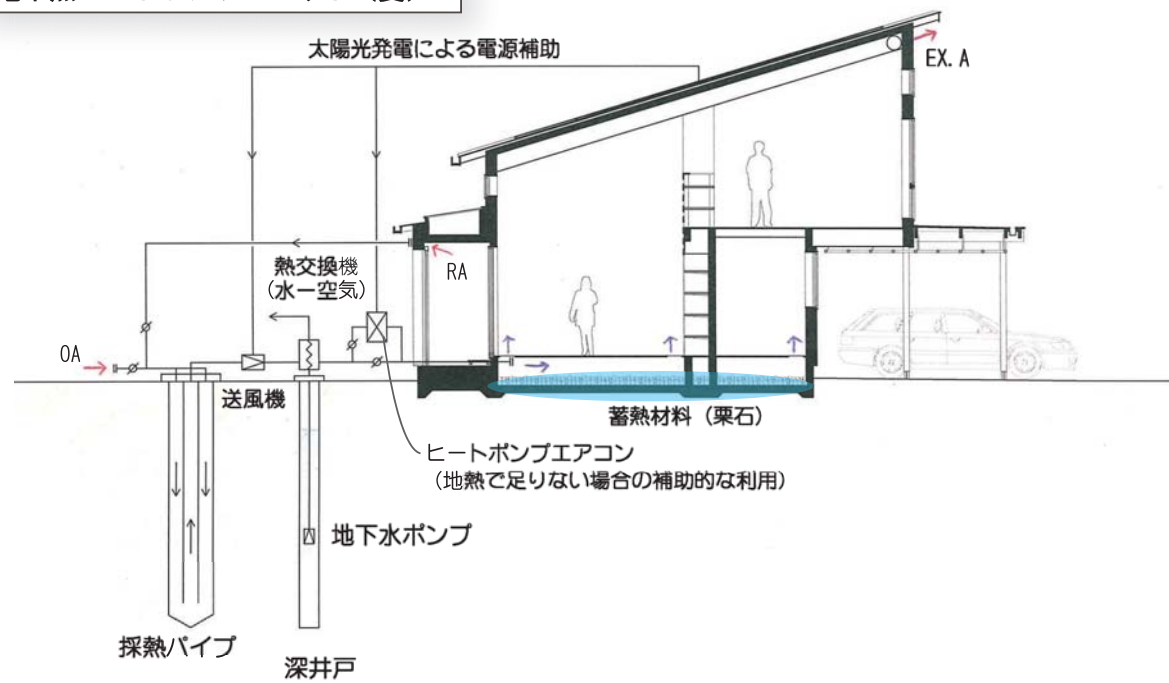 太陽光発電による電源補助
EX. A
熱交換機
(水ー空気)
RA
OA
送風機
蓄熱材料（栗石）
ヒートポンプエアコン
（地熱で足りない場合の補助的な利用）
地下水ポンプ
採熱パイプ
深井戸